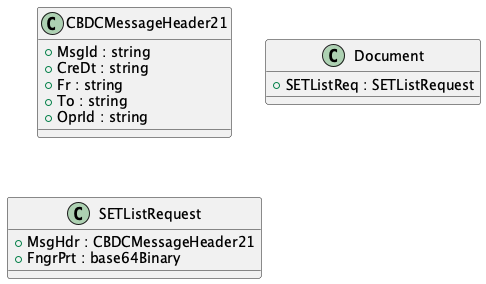 C CBDCMessageHeader21
MsgId : string
CreDt : string
Fr : string
To : string
OprId : string
C Document
SETListReq : SETListRequest
C SETListRequest
MsgHdr : CBDCMessageHeader21
FngrPrt : base64Binary